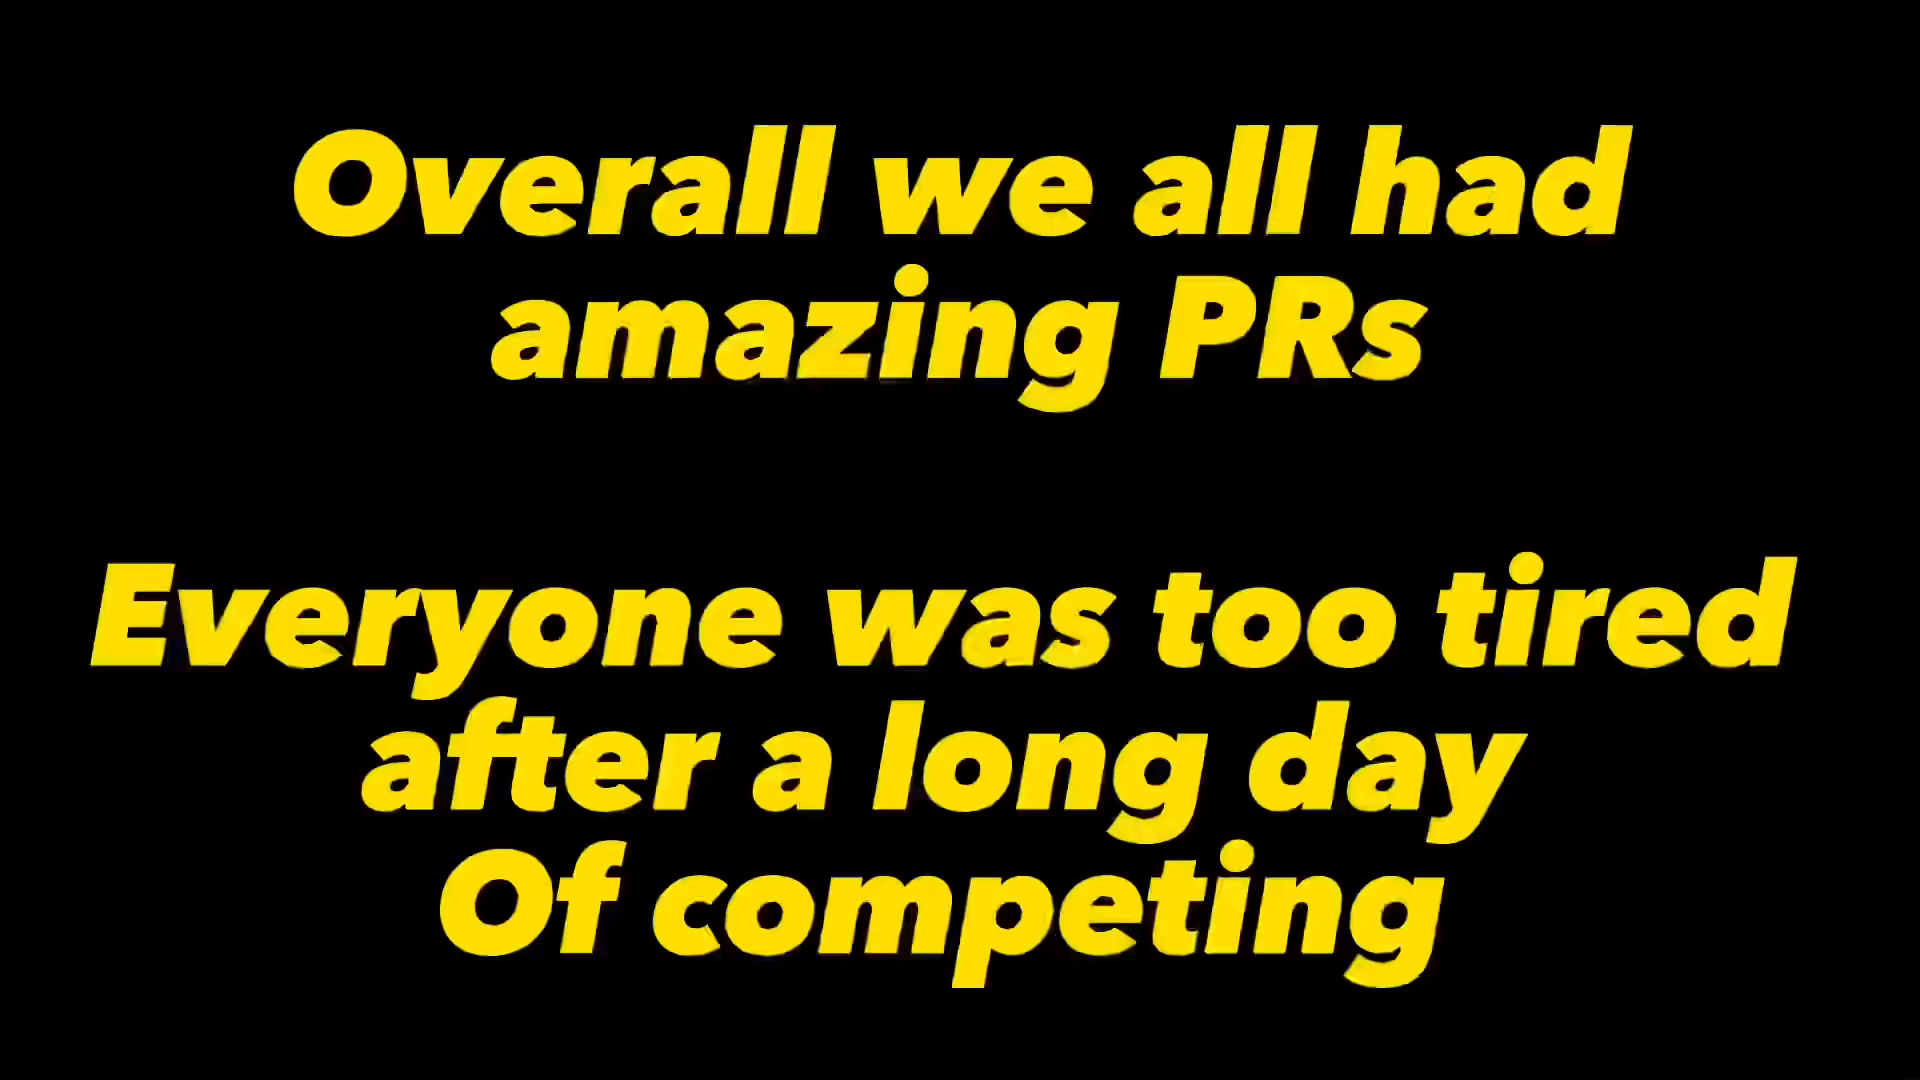 Overall we all had
amazing PRs
Everyone was too tired
after a long day
Of competing